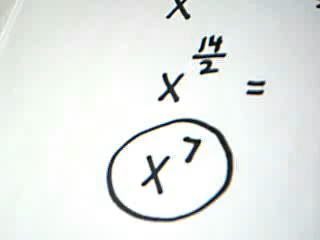 x
x^{14/2} =
x^7